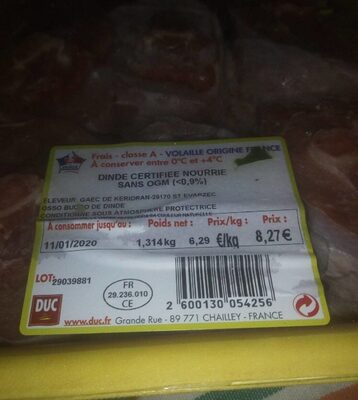 Frais - classe A - VOLAILLE ORIGINE FRANCE
À conserver entre 0°C et +4°C
DINDE CERTIFIEE NOURRIE
SANS OGM (<0,9%)
ELEVEUR GAEC DE KERIORAN-29170 ST EVARZEC
OSSO BUCCO DE DINDE
CONDITIONNE SOUS ATMOSPHERE PROTECTRICE
À consommer jusqu'au : Poids net : Prix/kg : Prix :
11/01/2020 1,314kg 6,29 €/kg 8,27€
LOT: 29039881
DUC
FR
29.236.010
CE
2 600130 054256
www.duc.fr Grande Rue - 89 771 CHAILLEY - FRANCE